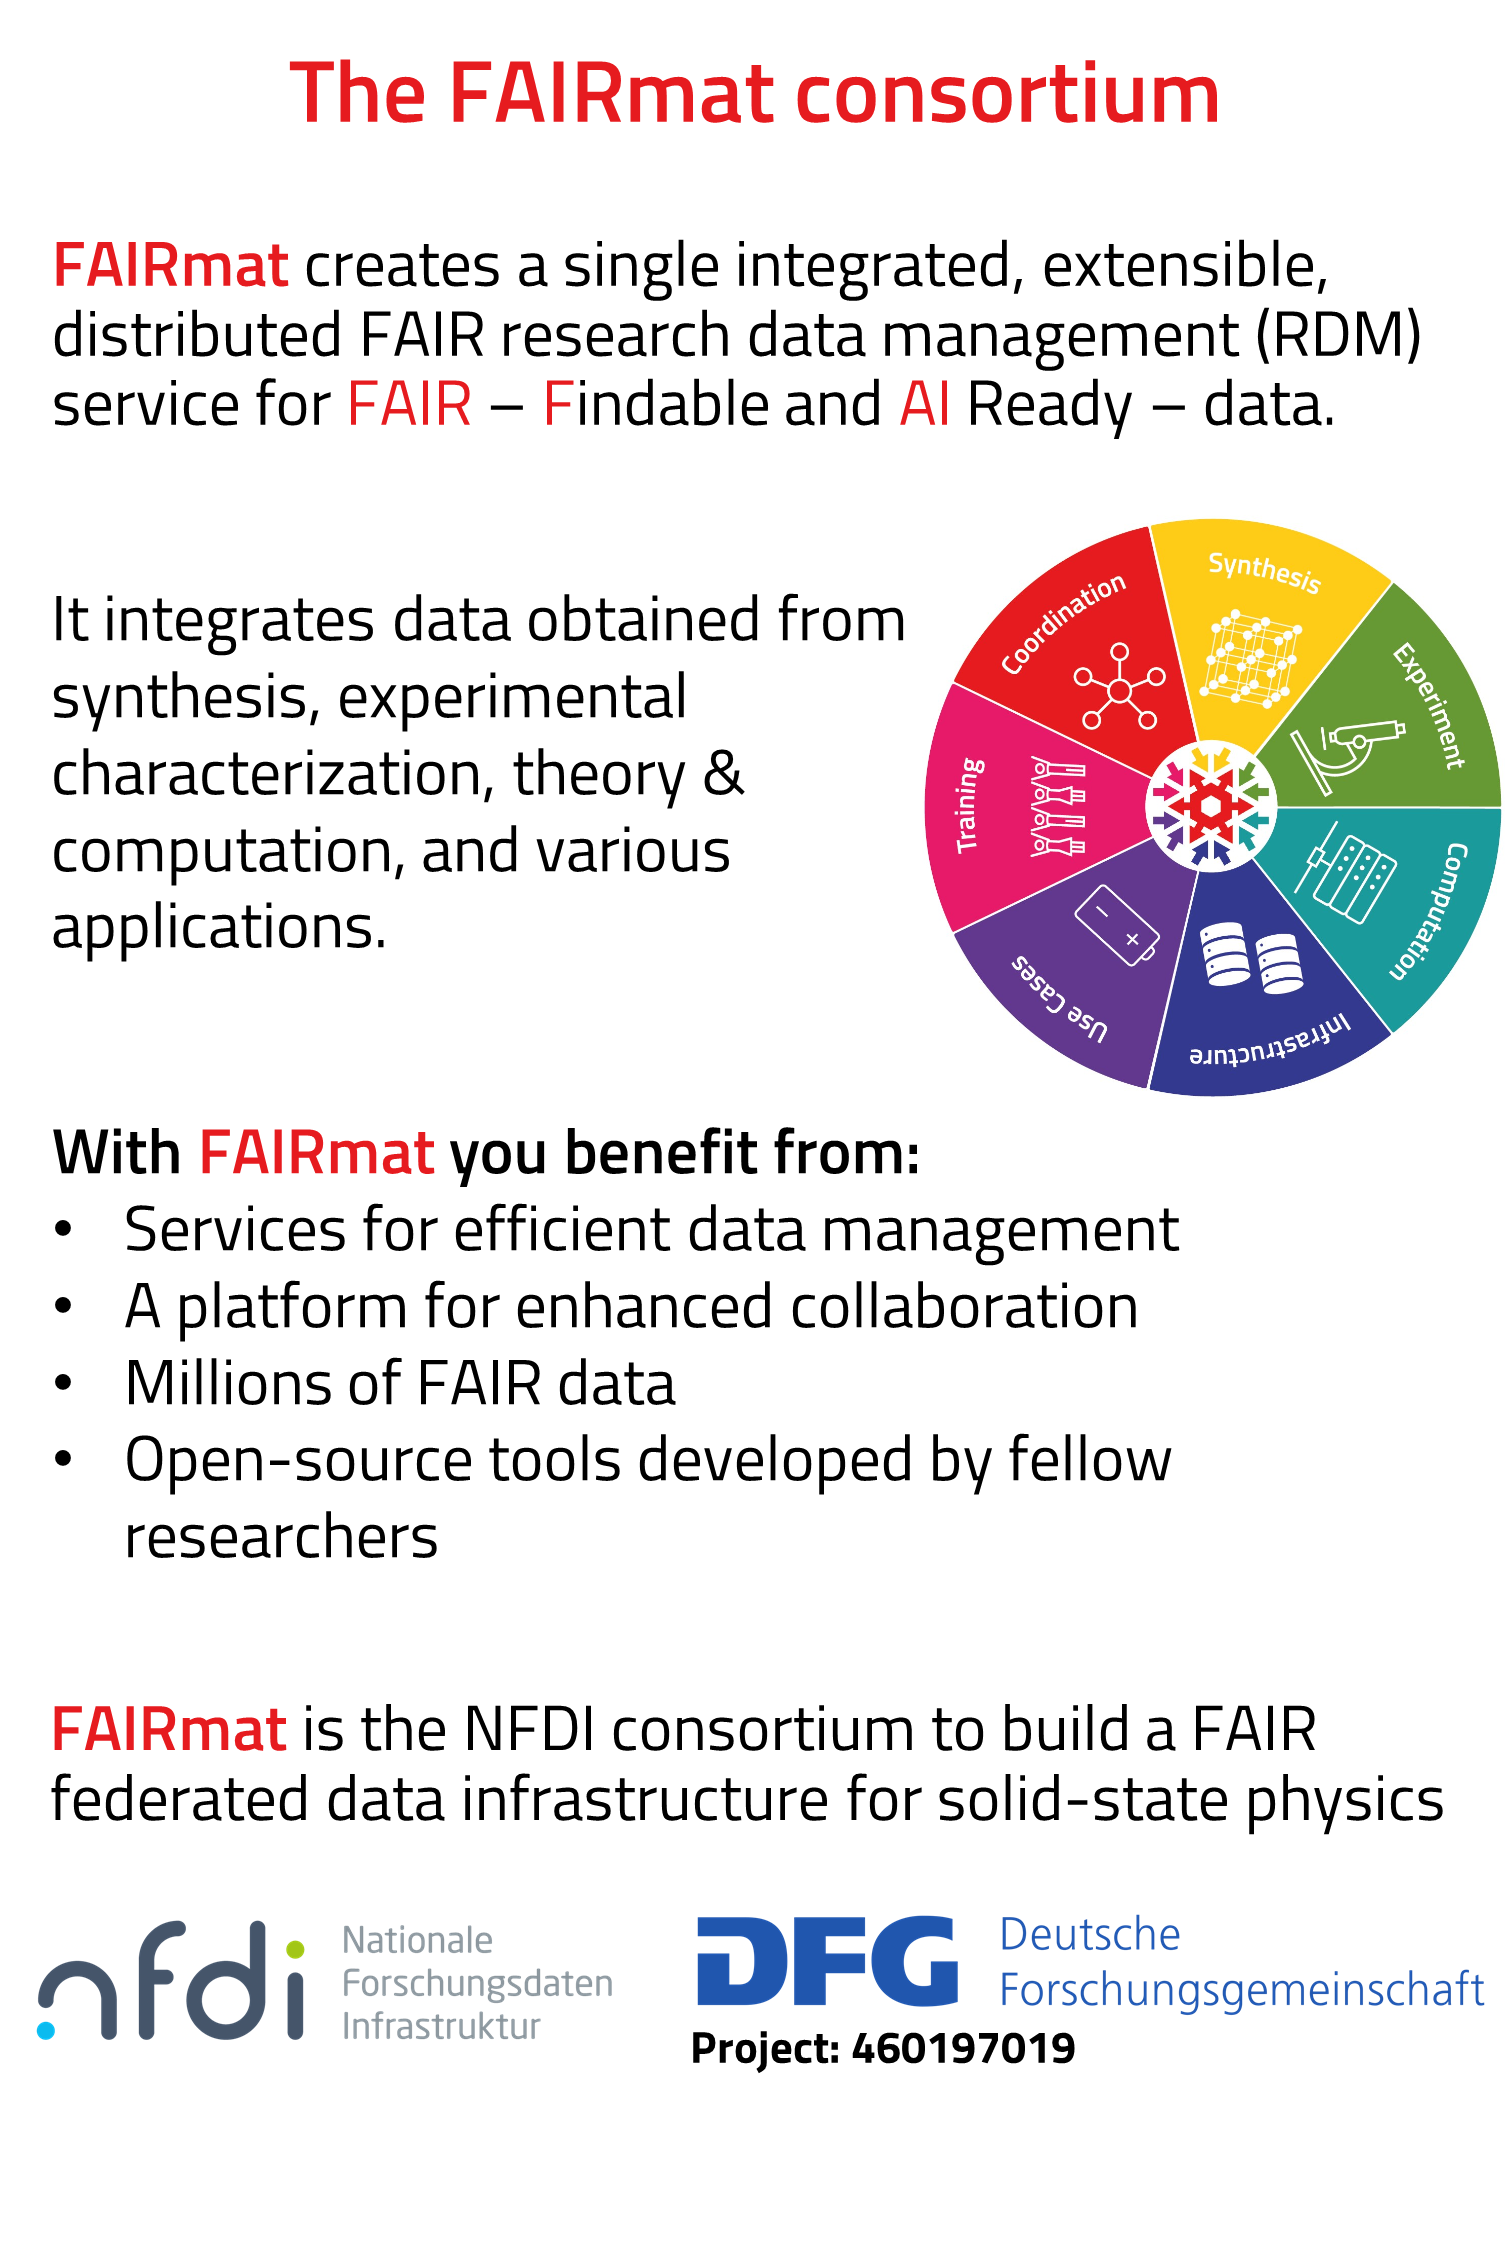 The FAIRmat consortium
FAIRmat creates a single integrated, extensible,
distributed FAIR research data management (RDM)
service for FAIR – Findable and AI Ready – data.
It integrates data obtained from
synthesis, experimental
characterization, theory &
computation, and various
applications.
Coordination
Synthesis
Experiment
Computation
Infrastructure
Use Cases
Training
With FAIRmat you benefit from:
• Services for efficient data management
• A platform for enhanced collaboration
• Millions of FAIR data
• Open-source tools developed by fellow
researchers
FAIRmat is the NFDI consortium to build a FAIR
federated data infrastructure for solid-state physics
nfdi
Nationale
Forschungsdaten
Infrastruktur
DFG
Deutsche
Forschungsgemeinschaft
Project: 460197019